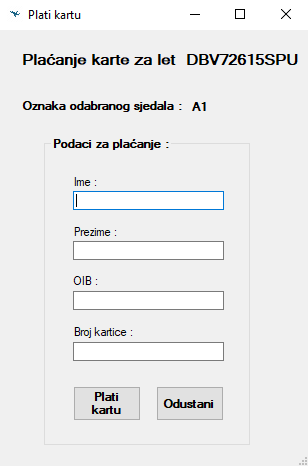 Plati kartu
Plaćanje karte za let DBV72615SPU
Oznaka odabranog sjedala : A1
Podaci za plaćanje :
Ime :
Prezime :
OIB :
Broj kartice :
Plati
kartu
Odustani